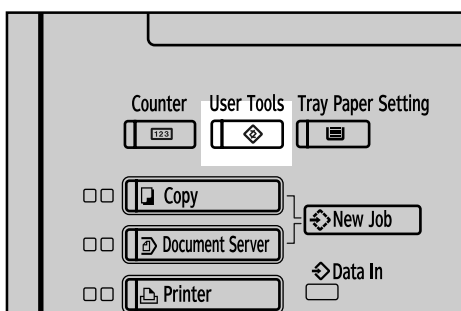 Counter User Tools Tray Paper Setting
123
Copy
New Job
Document Server
Data In
Printer